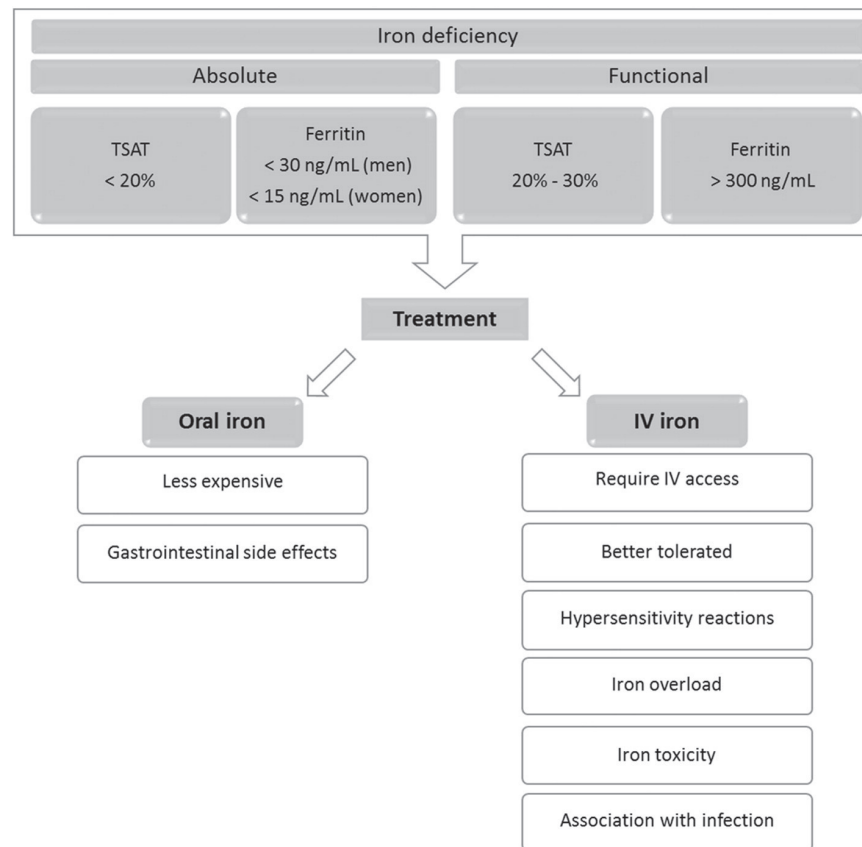 Iron deficiency
Absolute
Functional
TSAT
< 20%
Ferritin
< 30 ng/mL (men)
< 15 ng/mL (women)
TSAT
20% - 30%
Ferritin
> 300 ng/mL
Treatment
Oral iron
Less expensive
Gastrointestinal side effects
IV iron
Require IV access
Better tolerated
Hypersensitivity reactions
Iron overload
Iron toxicity
Association with infection